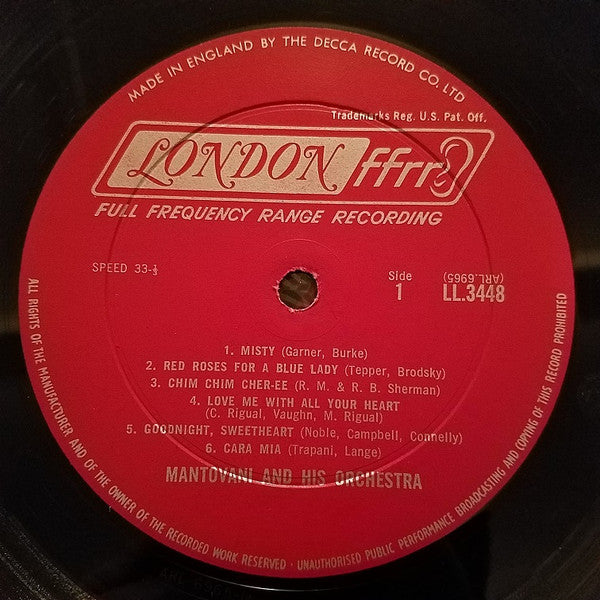 MADE IN ENGLAND BY THE DECCA RECORD CO. LTD
Trademarks Reg. U.S. Pat. Off.
LONDON ffrr
FULL FREQUENCY RANGE RECORDING
SPEED 33-⅓
Side
1
(ARL.6965)
LL.3448
1. MISTY (Garner, Burke)
2. RED ROSES FOR A BLUE LADY (Tepper, Brodsky)
3. CHIM CHIM CHER-EE (R. M. & R. B. Sherman)
4. LOVE ME WITH ALL YOUR HEART
(C. Rigual, Vaughn, M. Rigual)
5. GOODNIGHT, SWEETHEART (Noble, Campbell, Connelly)
6. CARA MIA (Trapani, Lange)
MANTOVANI AND HIS ORCHESTRA
ALL RIGHTS OF THE MANUFACTURER AND OF THE OWNER OF THE RECORDED WORK RESERVED · UNAUTHORISED PUBLIC PERFORMANCE BROADCASTING AND COPYING OF THIS RECORD PROHIBITED